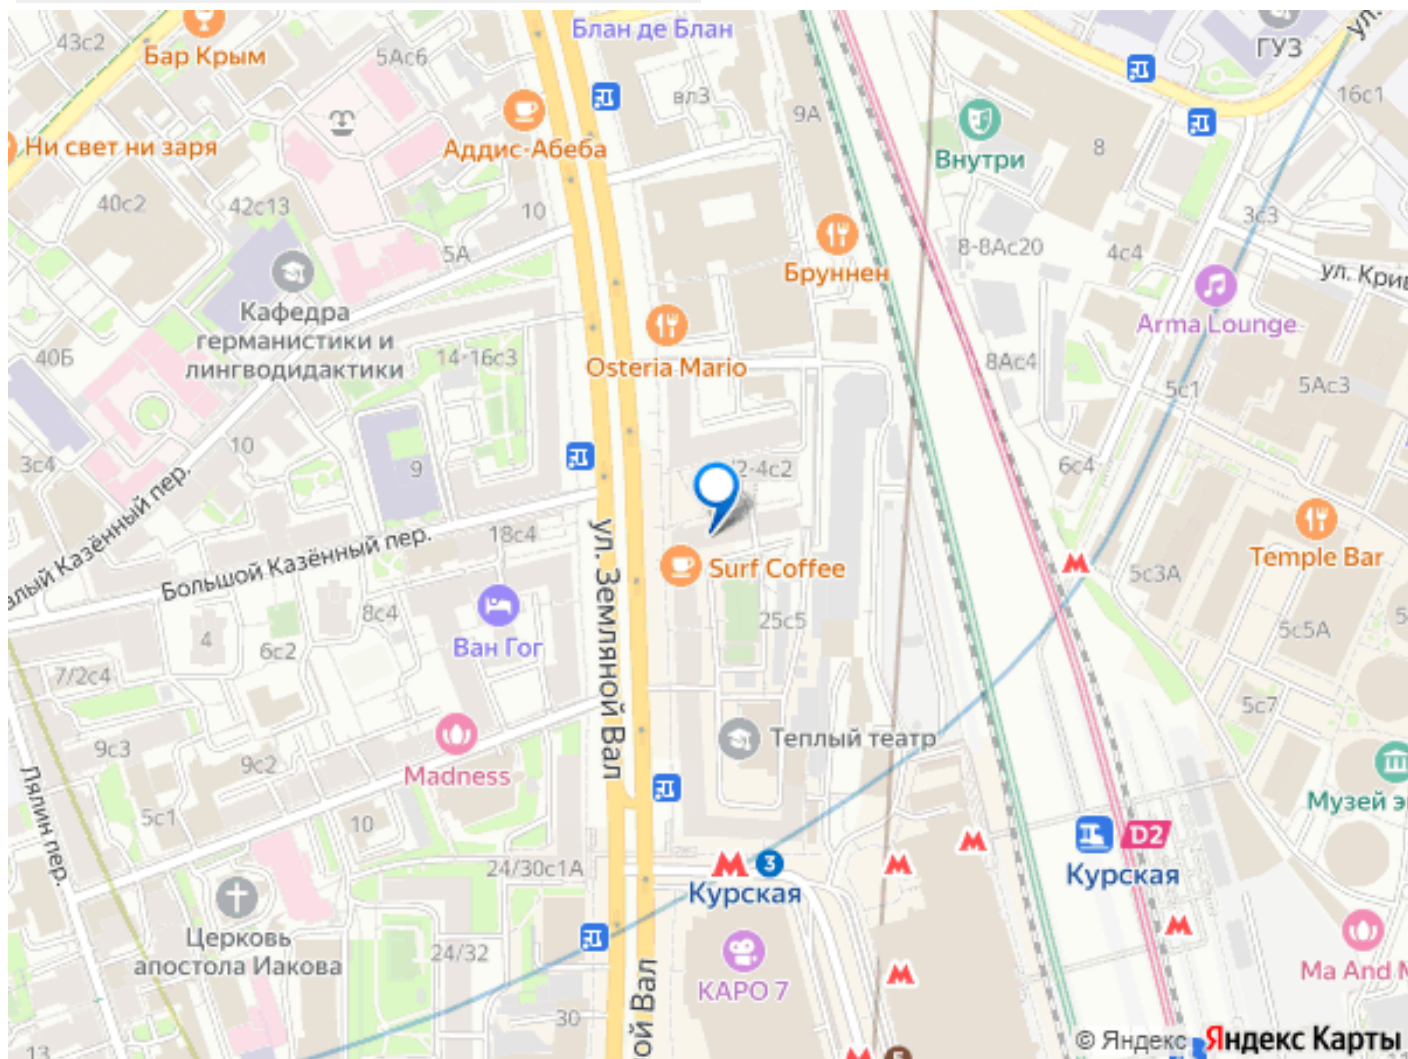 Блан де Блан
ГУЗ
ул.
43с2
Бар Крым
5Ас6
вл3
9А
16с1
Ни свет ни заря
Аддис-Абеба
Внутри
8
40с2
42с13
10
3с3
5А
8-8Ас20
4с4
Бруннен
ул. Крив
Кафедра
германистики и
лингводидактики
Arma Lounge
40Б
14-16с3
Osteria Mario
8Ас4
5с1
5Ас3
10
3с4
9
/2-4с2
6с4
алый Казённый пер.
Большой Казённый пер.
18с4
ул. Земляной Вал
Surf Coffee
Temple Bar
5с3А
8с4
4
6с2
Ван Гог
25с5
5с5А
7/2с4
5с7
9с3
9с2
Madness
Теплый театр
Музей э
Лялин пер.
5с1
10
D2
24/30с1А
3
Курская
Курская
Церковь
апостола Иакова
24/32
КАРО 7
Ma And M
30
ой Вал
13
5
© Яндекс Яндекс Карты